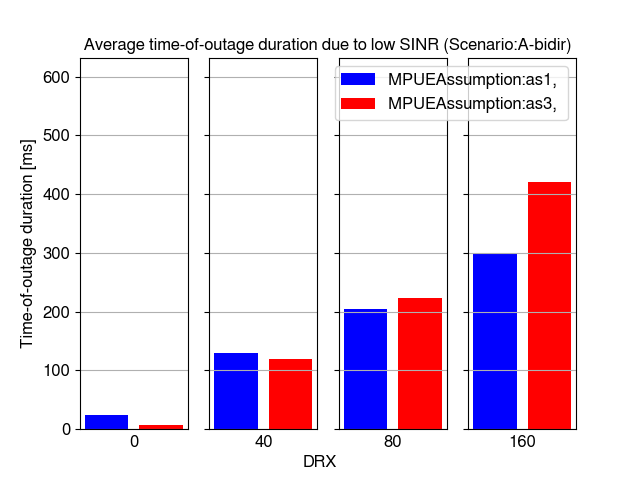 Average time-of-outage duration due to low SINR (Scenario:A-bidir)
MPUEAssumption:as1,
MPUEAssumption:as3,
Time-of-outage duration [ms]
600
500
400
300
200
100
0
0 40 80 160
DRX